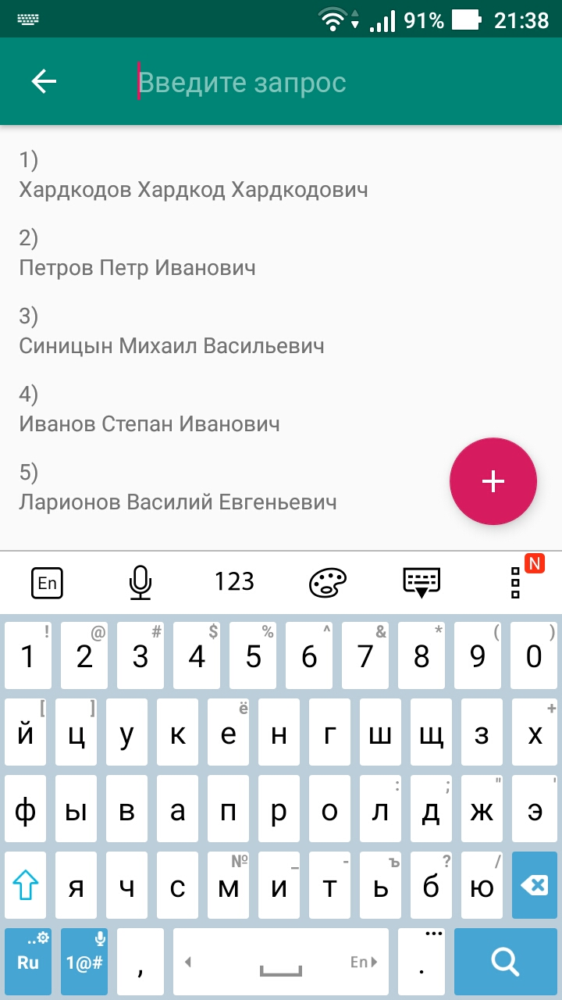 91% 21:38
Введите запрос
1)
Хардкодов Хардкод Хардкодович
2)
Петров Петр Иванович
3)
Синицын Михаил Васильевич
4)
Иванов Степан Иванович
5)
Ларионов Василий Евгеньевич
+
En 123 N
! @ # $ % ^ & * ( )
1 2 3 4 5 6 7 8 9 0
[ ] ё +
й ц у к е н г ш щ з х
: ; " '
ф ы в а п р о л д ж э
№ _ - ъ ? /
я ч с м и т ь б ю
Ru 1@# , En . ...